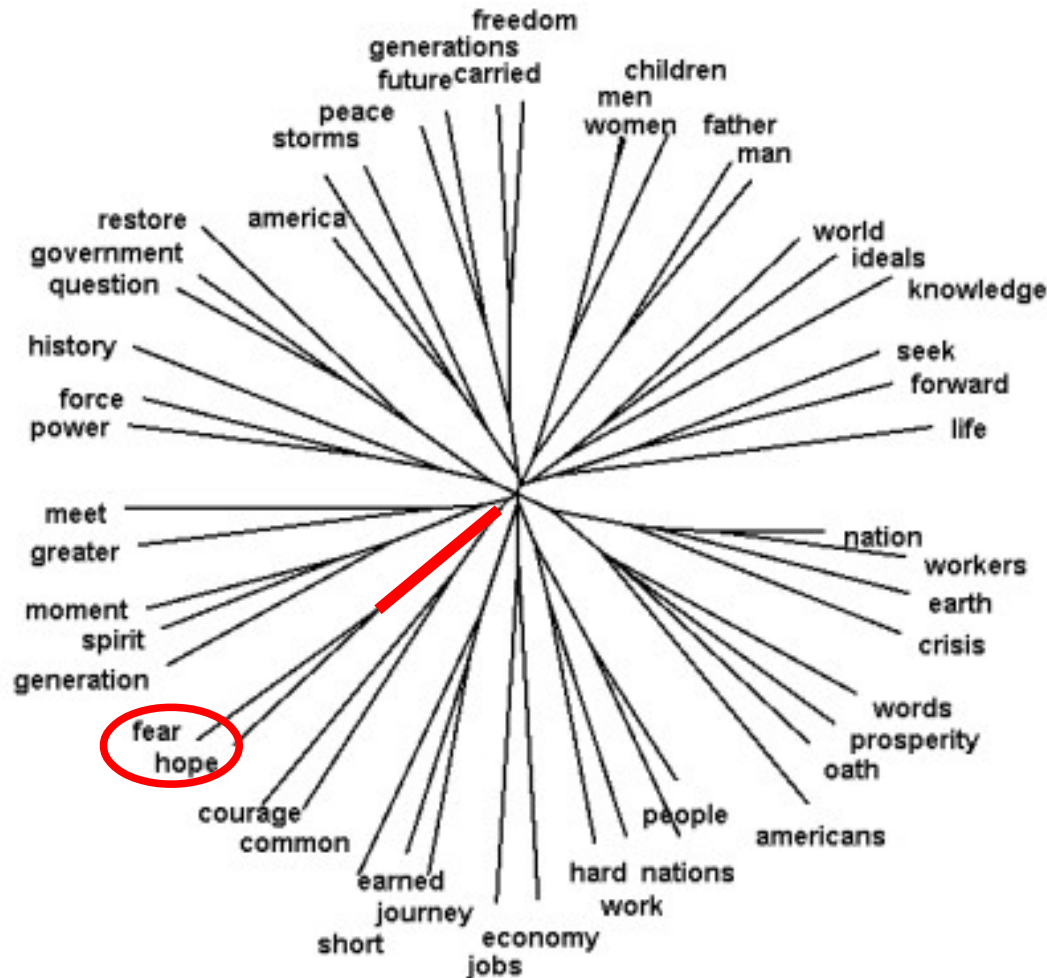 freedom
generations
future carried
children
men
women
father
man
peace
storms
restore
america
government
question
world
ideals
knowledge
history
seek
force
forward
power
life
meet
nation
greater
workers
moment
earth
spirit
crisis
generation
words
fear
prosperity
hope
oath
courage
people
common
americans
earned
hard nations
journey
work
short
economy
jobs